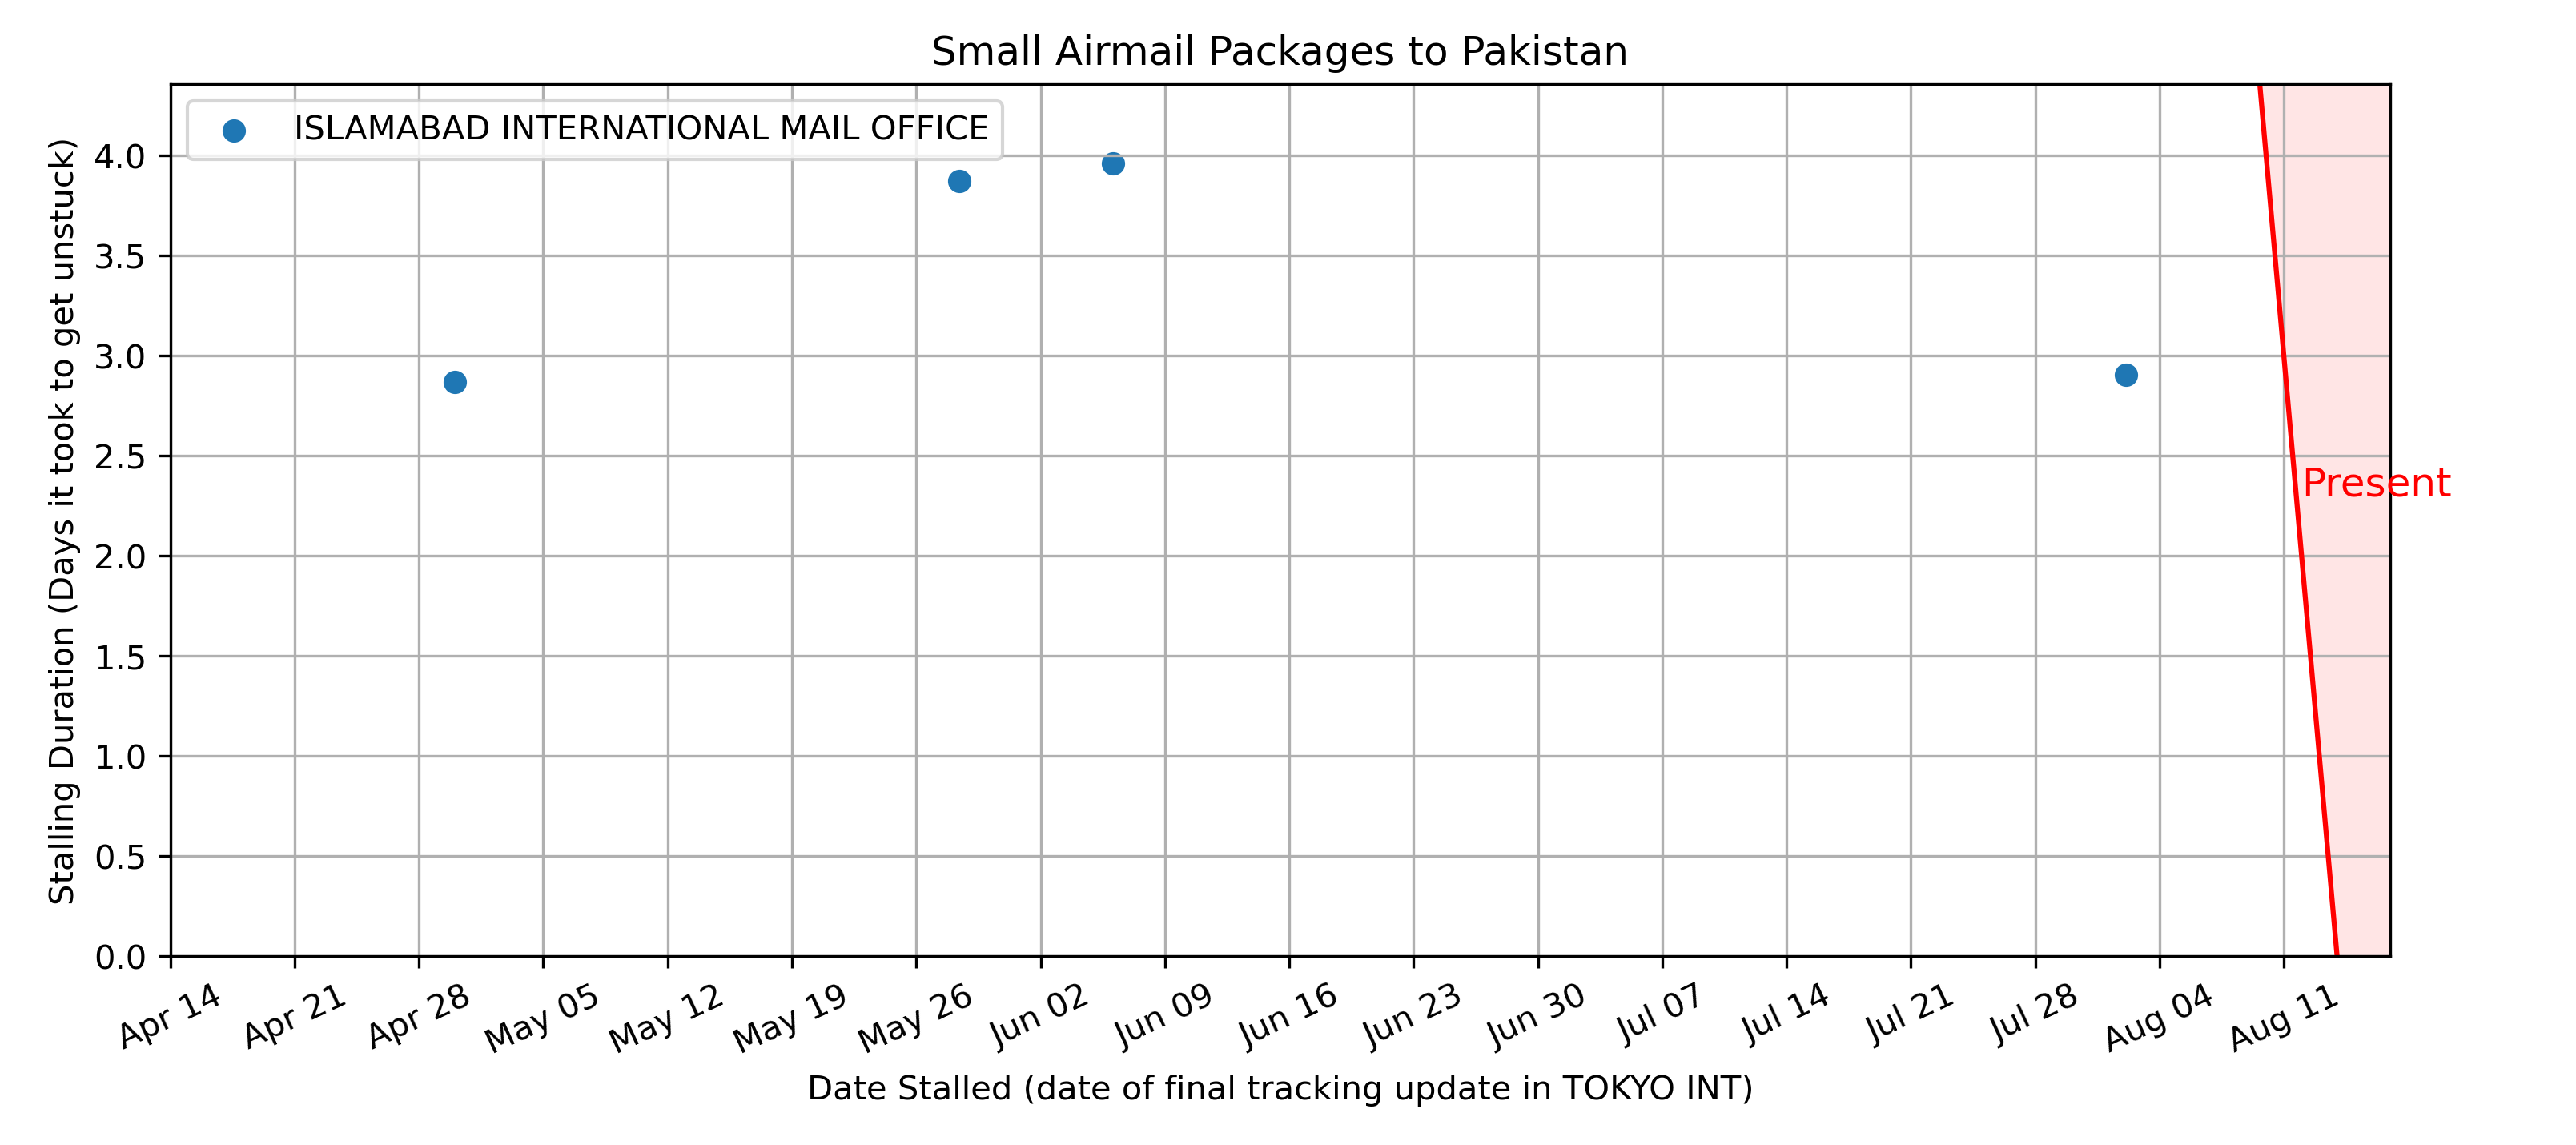 Small Airmail Packages to Pakistan
ISLAMABAD INTERNATIONAL MAIL OFFICE
Stalling Duration (Days it took to get unstuck)
4.0
3.5
3.0
2.5
2.0
1.5
1.0
0.5
0.0
Present
Apr 14
Apr 21
Apr 28
May 05
May 12
May 19
May 26
Jun 02
Jun 09
Jun 16
Jun 23
Jun 30
Jul 07
Jul 14
Jul 21
Jul 28
Aug 04
Aug 11
Date Stalled (date of final tracking update in TOKYO INT)